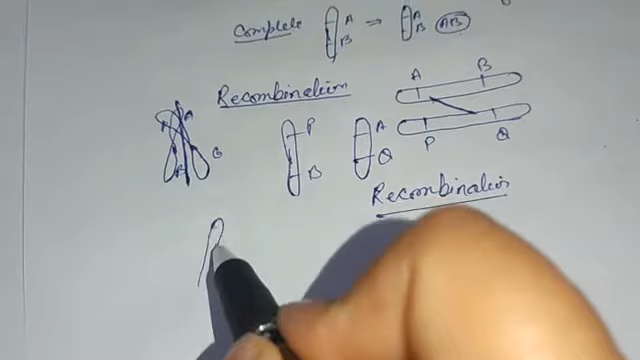 Complete A B = A B AB
Recombination
A B
P Q
A Q B
P B
A Q
Recombination